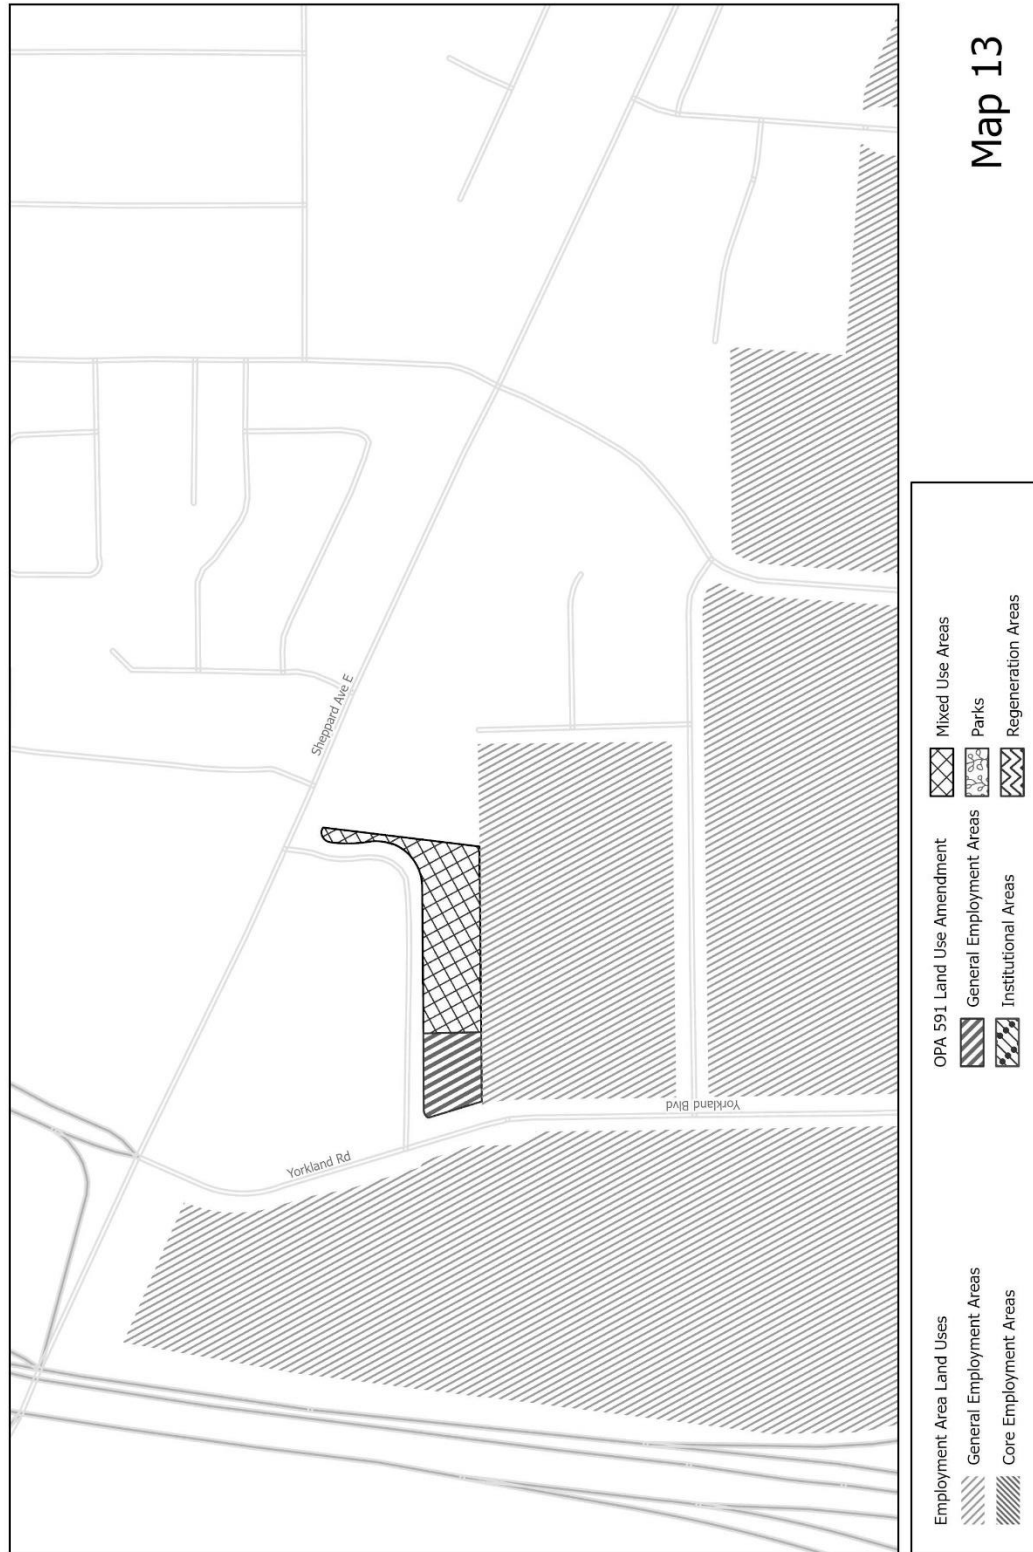 Map 13
Sheppard Ave E
Yorkland Rd
Yorkland Blvd
Employment Area Land Uses
General Employment Areas
Core Employment Areas
OPA 591 Land Use Amendment
General Employment Areas
Institutional Areas
Mixed Use Areas
Parks
Regeneration Areas